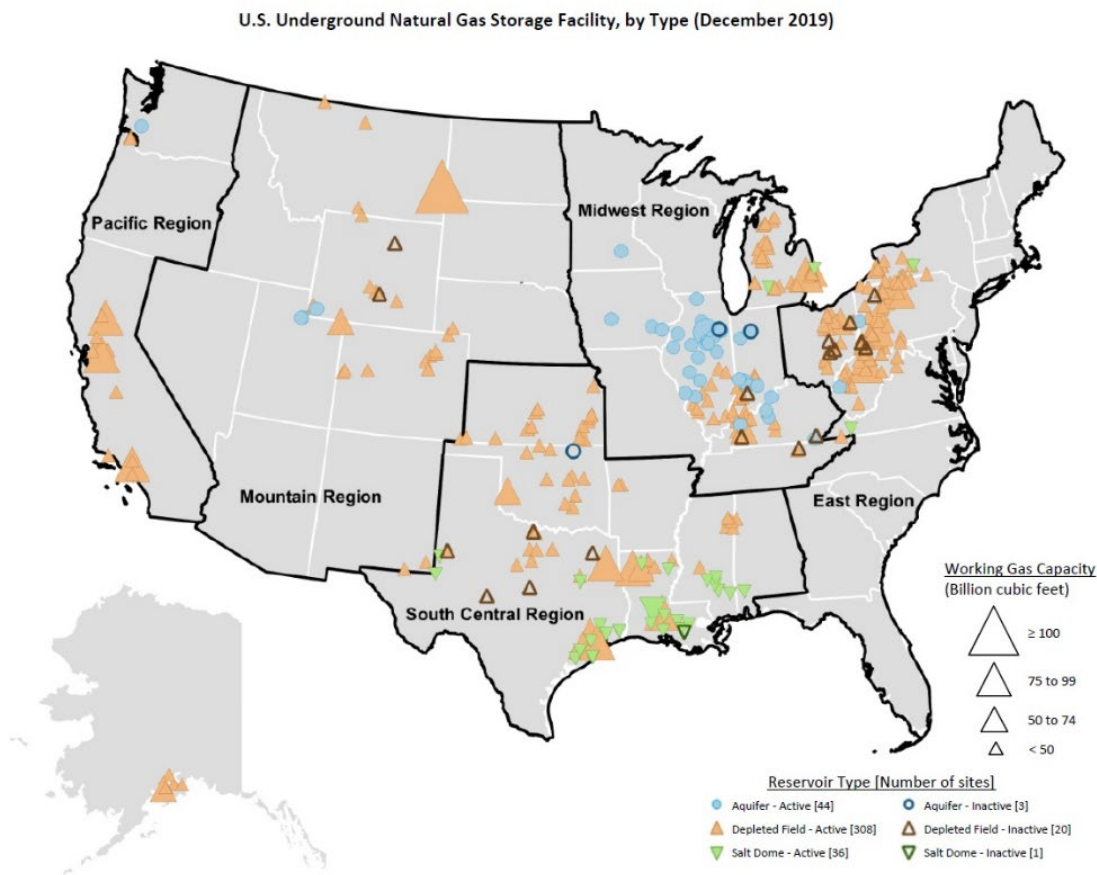 U.S. Underground Natural Gas Storage Facility, by Type (December 2019)
Pacific Region
Midwest Region
Mountain Region
East Region
South Central Region
Working Gas Capacity
(Billion cubic feet)
≥ 100
75 to 99
50 to 74
< 50
Reservoir Type [Number of sites]
Aquifer - Active [44]
Aquifer - Inactive [3]
Depleted Field - Active [308]
Depleted Field - Inactive [20]
Salt Dome - Active [36]
Salt Dome - Inactive [1]